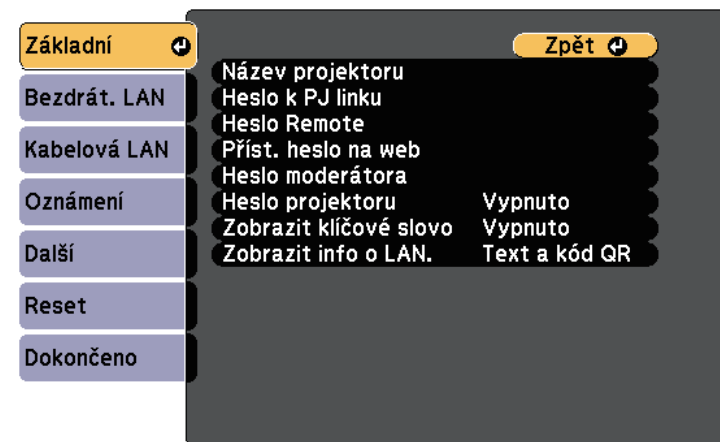 Základní
Bezdrát. LAN
Kabelová LAN
Oznámení
Další
Reset
Dokončeno
Zpět
Název projektoru
Heslo k PJ linku
Heslo Remote
Příst. heslo na web
Heslo moderátora
Heslo projektoru Vypnuto
Zobrazit klíčové slovo Vypnuto
Zobrazit info o LAN. Text a kód QR